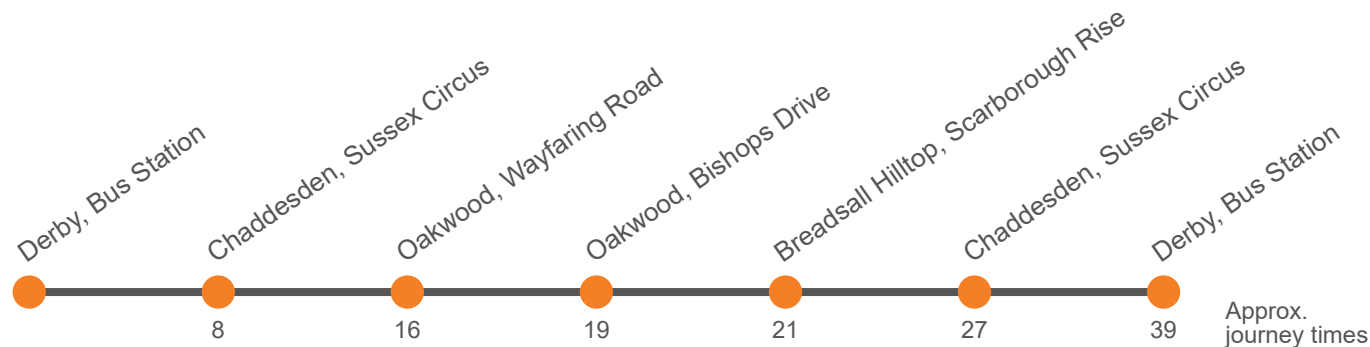 Derby, Bus Station
Chaddesden, Sussex Circus
Oakwood, Wayfaring Road
Oakwood, Bishops Drive
Breadsall Hilltop, Scarborough Rise
Chaddesden, Sussex Circus
Derby, Bus Station
8
16
19
21
27
39
Approx.
journey times